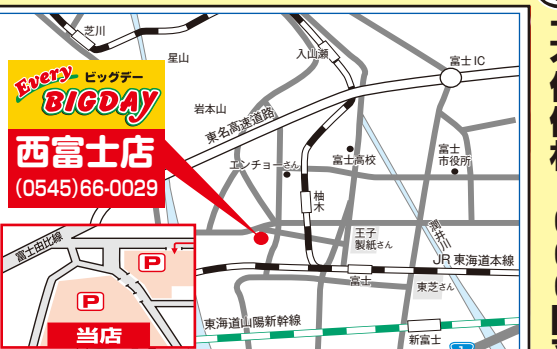 芝川
星山
入山瀬
富士IC
Every ビッグデー
BIGDAY
西富士店
(0545)66-0029
岩本山
東名高速道路
エンチョーさん
富士高校
富士
市役所
柚木
王子
製紙さん
潤井川
JR東海道本線
富士
東芝さん
東海道山陽新幹線
新富士
富士由比線
P
P
当店